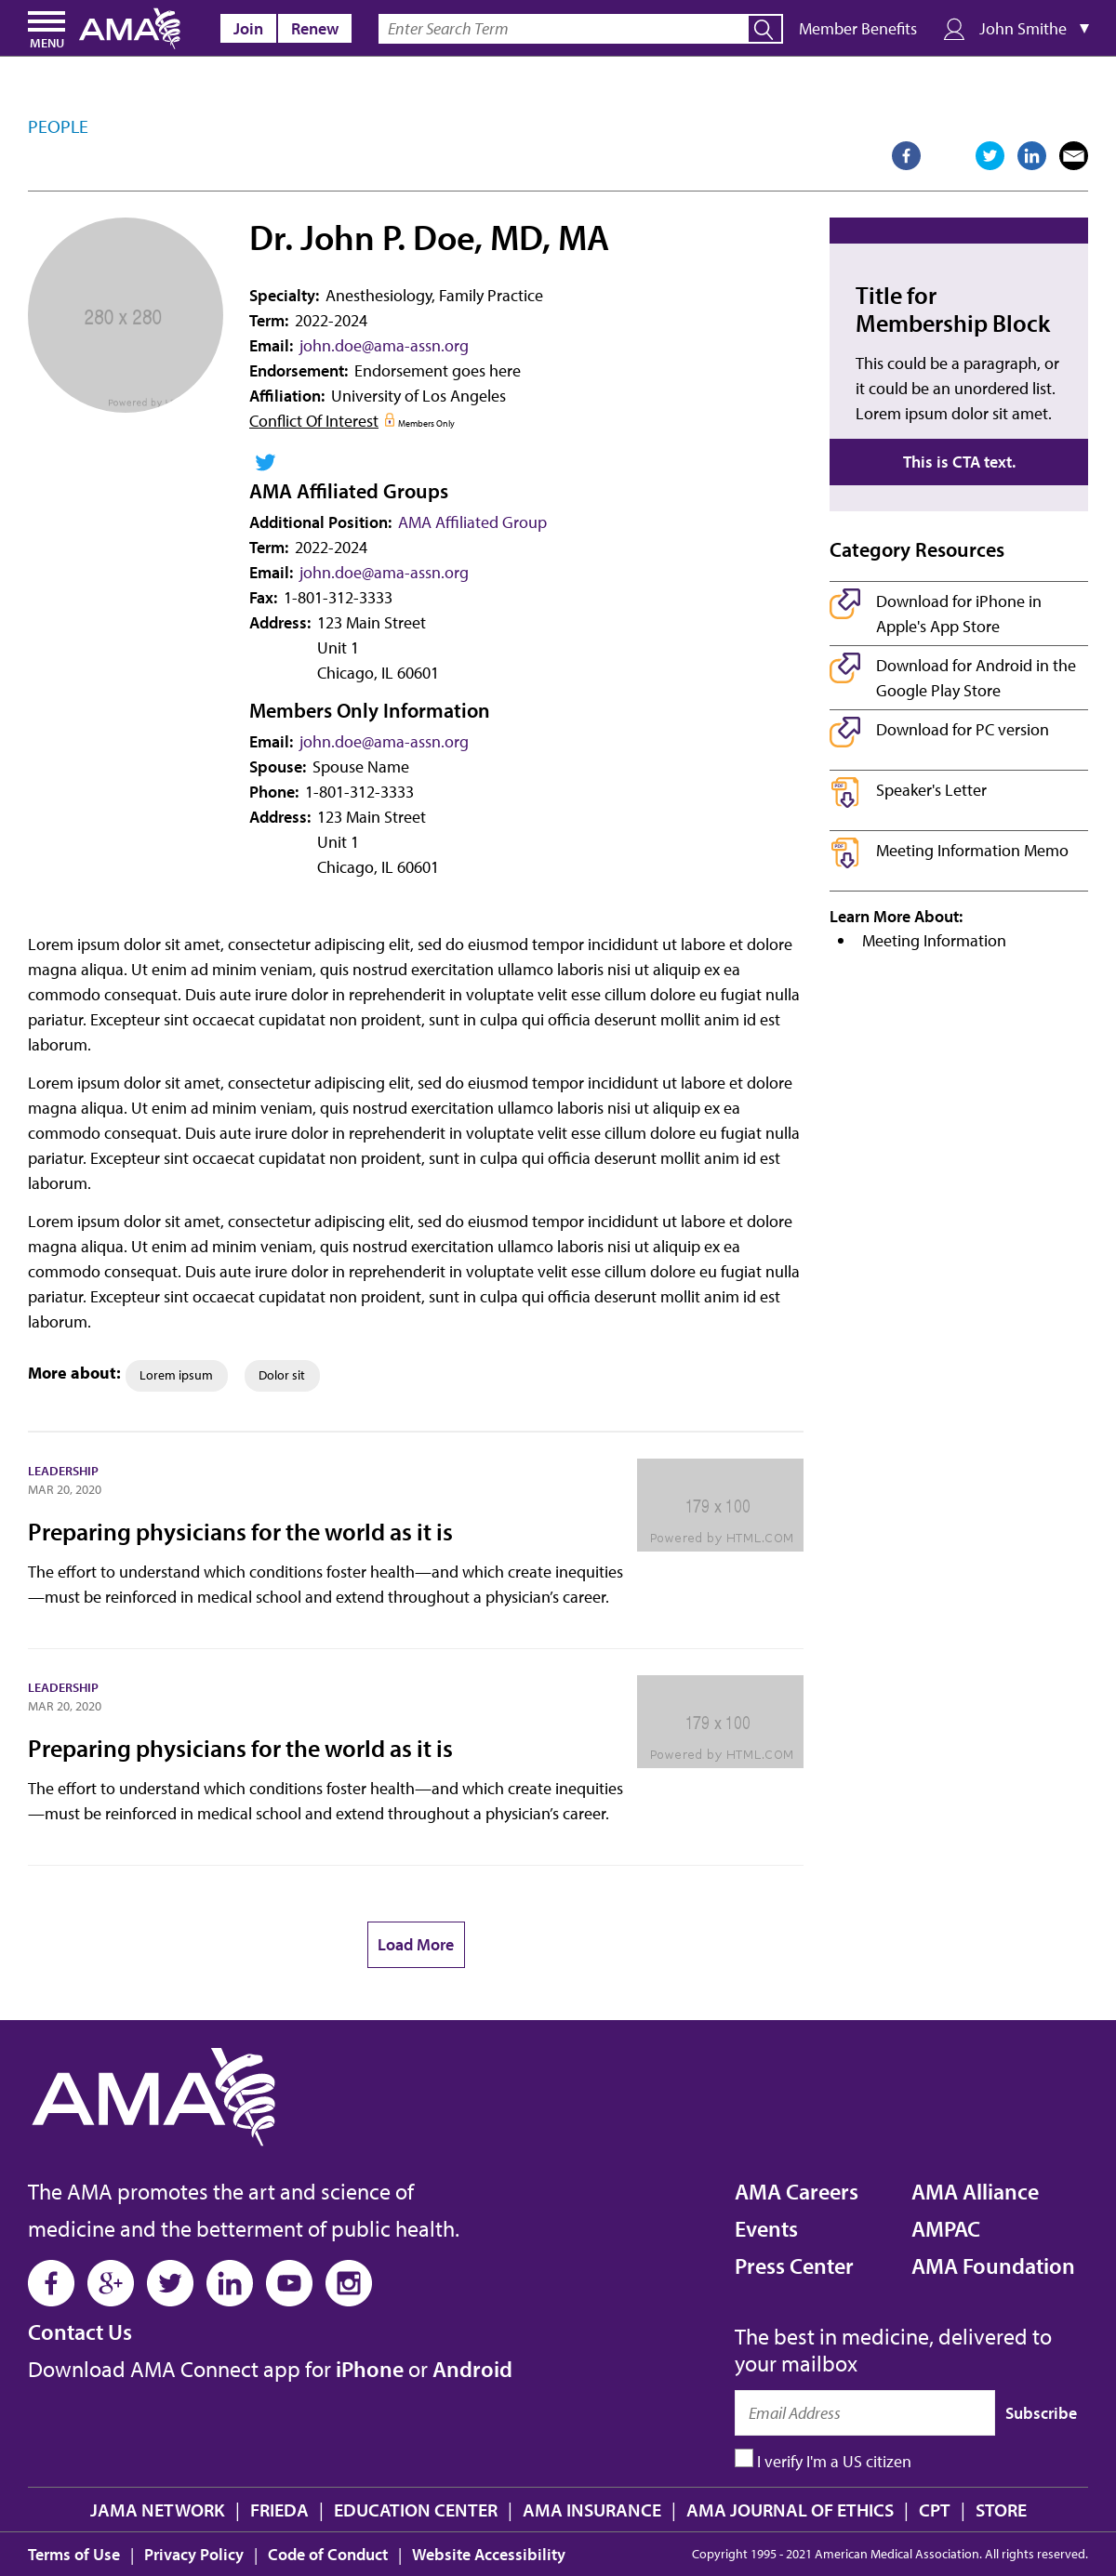 MENU
AMA
Join
Renew
Enter Search Term
Member Benefits
John Smithe
PEOPLE
280 x 280
Powered by
Dr. John P. Doe, MD, MA
Specialty: Anesthesiology, Family Practice
Term: 2022-2024
Email: john.doe@ama-assn.org
Endorsement: Endorsement goes here
Affiliation: University of Los Angeles
Conflict Of Interest Members Only
AMA Affiliated Groups
Additional Position: AMA Affiliated Group
Term: 2022-2024
Email: john.doe@ama-assn.org
Fax: 1-801-312-3333
Address: 123 Main Street
Unit 1
Chicago, IL 60601
Members Only Information
Email: john.doe@ama-assn.org
Spouse: Spouse Name
Phone: 1-801-312-3333
Address: 123 Main Street
Unit 1
Chicago, IL 60601
Title for
Membership Block
This could be a paragraph, or
it could be an unordered list.
Lorem ipsum dolor sit amet.
This is CTA text.
Category Resources
Download for iPhone in
Apple's App Store
Download for Android in the
Google Play Store
Download for PC version
PDF
Speaker's Letter
PDF
Meeting Information Memo
Learn More About:
• Meeting Information
Lorem ipsum dolor sit amet, consectetur adipiscing elit, sed do eiusmod tempor incididunt ut labore et dolore
magna aliqua. Ut enim ad minim veniam, quis nostrud exercitation ullamco laboris nisi ut aliquip ex ea
commodo consequat. Duis aute irure dolor in reprehenderit in voluptate velit esse cillum dolore eu fugiat nulla
pariatur. Excepteur sint occaecat cupidatat non proident, sunt in culpa qui officia deserunt mollit anim id est
laborum.
Lorem ipsum dolor sit amet, consectetur adipiscing elit, sed do eiusmod tempor incididunt ut labore et dolore
magna aliqua. Ut enim ad minim veniam, quis nostrud exercitation ullamco laboris nisi ut aliquip ex ea
commodo consequat. Duis aute irure dolor in reprehenderit in voluptate velit esse cillum dolore eu fugiat nulla
pariatur. Excepteur sint occaecat cupidatat non proident, sunt in culpa qui officia deserunt mollit anim id est
laborum.
Lorem ipsum dolor sit amet, consectetur adipiscing elit, sed do eiusmod tempor incididunt ut labore et dolore
magna aliqua. Ut enim ad minim veniam, quis nostrud exercitation ullamco laboris nisi ut aliquip ex ea
commodo consequat. Duis aute irure dolor in reprehenderit in voluptate velit esse cillum dolore eu fugiat nulla
pariatur. Excepteur sint occaecat cupidatat non proident, sunt in culpa qui officia deserunt mollit anim id est
laborum.
More about: Lorem ipsum Dolor sit
LEADERSHIP
MAR 20, 2020
Preparing physicians for the world as it is
The effort to understand which conditions foster health—and which create inequities
—must be reinforced in medical school and extend throughout a physician’s career.
179 x 100
Powered by HTML.COM
LEADERSHIP
MAR 20, 2020
Preparing physicians for the world as it is
The effort to understand which conditions foster health—and which create inequities
—must be reinforced in medical school and extend throughout a physician’s career.
179 x 100
Powered by HTML.COM
Load More
AMA
The AMA promotes the art and science of
medicine and the betterment of public health.
Contact Us
Download AMA Connect app for iPhone or Android
AMA Careers
Events
Press Center
AMA Alliance
AMPAC
AMA Foundation
The best in medicine, delivered to
your mailbox
Email Address
Subscribe
I verify I'm a US citizen
JAMA NETWORK | FRIEDA | EDUCATION CENTER | AMA INSURANCE | AMA JOURNAL OF ETHICS | CPT | STORE
Terms of Use | Privacy Policy | Code of Conduct | Website Accessibility
Copyright 1995 - 2021 American Medical Association. All rights reserved.